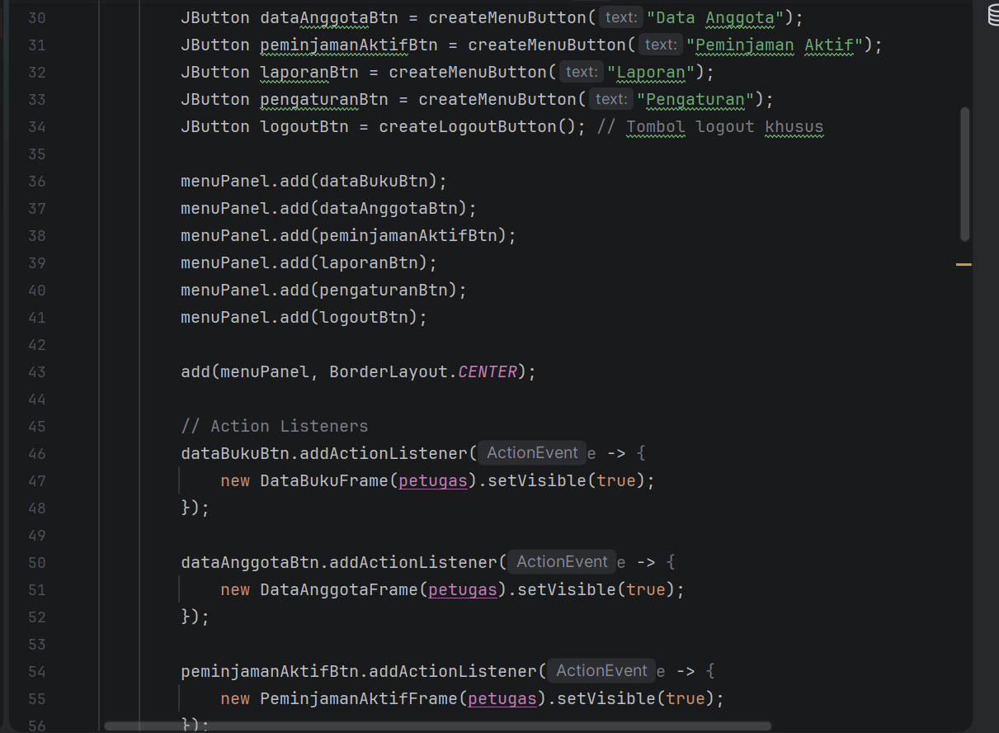 30 JButton dataAnggotaBtn = createMenuButton( text: "Data Anggota");
31 JButton peminjamanAktifBtn = createMenuButton( text: "Peminjaman Aktif");
32 JButton laporanBtn = createMenuButton( text: "Laporan");
33 JButton pengaturanBtn = createMenuButton( text: "Pengaturan");
34 JButton logoutBtn = createLogoutButton(); // Tombol logout khusus
35
36 menuPanel.add(dataBukuBtn);
37 menuPanel.add(dataAnggotaBtn);
38 menuPanel.add(peminjamanAktifBtn);
39 menuPanel.add(laporanBtn);
40 menuPanel.add(pengaturanBtn);
41 menuPanel.add(logoutBtn);
42
43 add(menuPanel, BorderLayout.CENTER);
44
45 // Action Listeners
46 dataBukuBtn.addActionListener( ActionEvent e -> {
47 new DataBukuFrame(petugas).setVisible(true);
48 });
49
50 dataAnggotaBtn.addActionListener( ActionEvent e -> {
51 new DataAnggotaFrame(petugas).setVisible(true);
52 });
53
54 peminjamanAktifBtn.addActionListener( ActionEvent e -> {
55 new PeminjamanAktifFrame(petugas).setVisible(true);
56 });